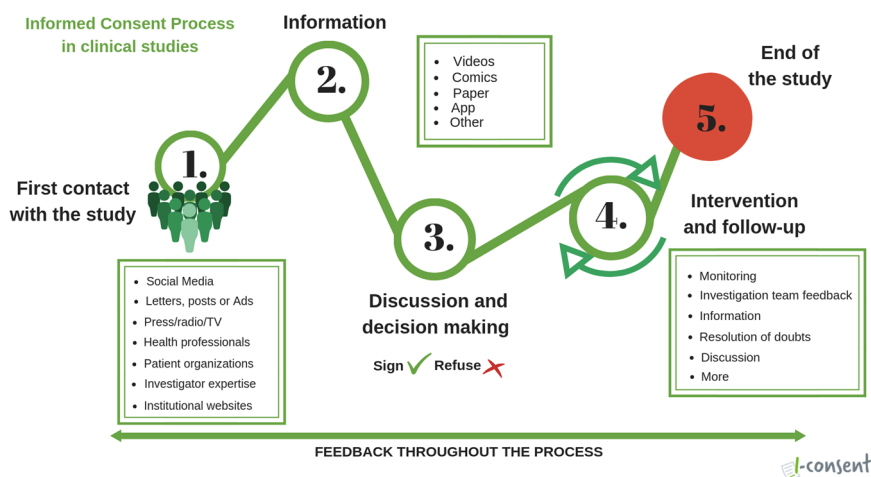 Informed Consent Process
in clinical studies
1.
First contact
with the study
Social Media
Letters, posts or Ads
Press/radio/TV
Health professionals
Patient organizations
Investigator expertise
Institutional websites
Information
2.
Videos
Comics
Paper
App
Other
3.
Discussion and
decision making
Sign Refuse
4.
Intervention
and follow-up
Monitoring
Investigation team feedback
Information
Resolution of doubts
Discussion
More
End of
the study
5.
FEEDBACK THROUGHOUT THE PROCESS
i-consent